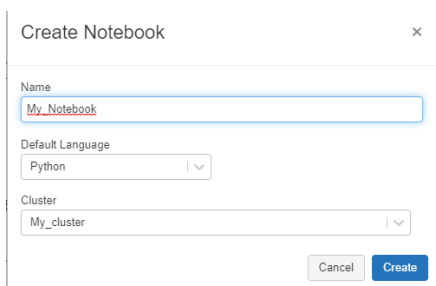 Create Notebook ×
Name
My_Notebook
Default Language
Python
Cluster
My_cluster
Cancel Create